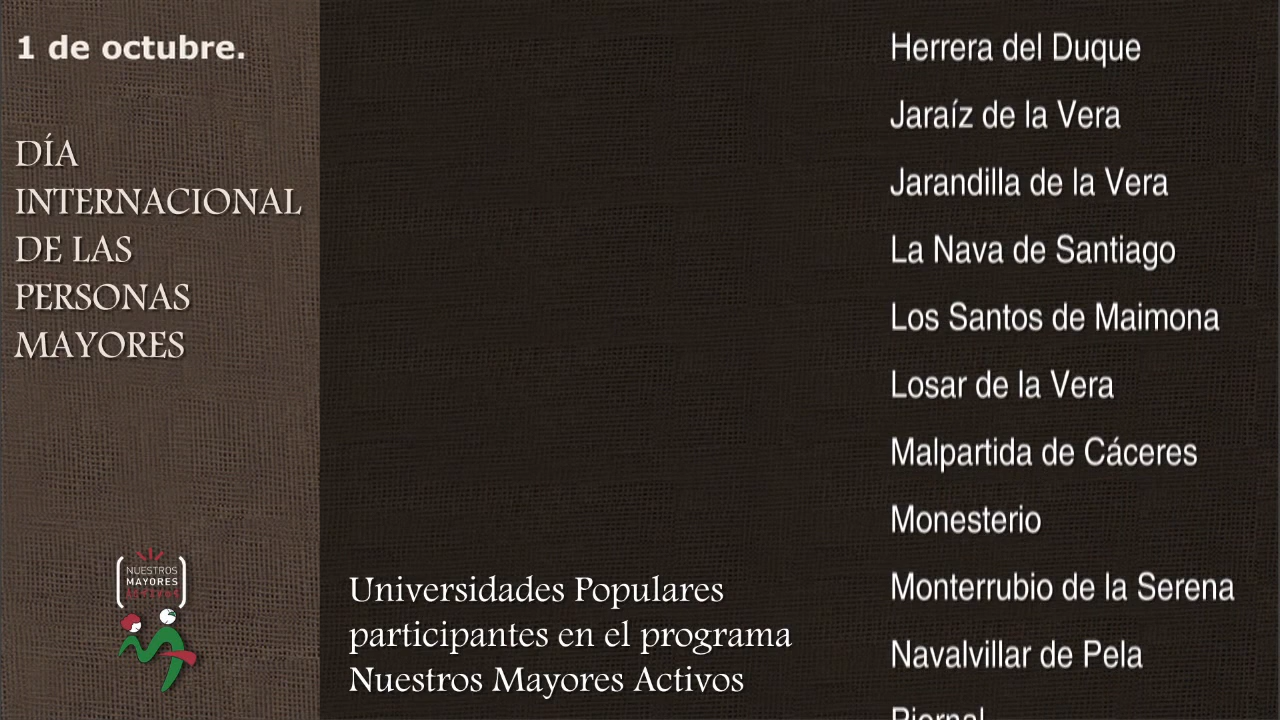 1 de octubre.
DÍA
INTERNACIONAL
DE LAS
PERSONAS
MAYORES
NUESTROS
MAYORES
Universidades Populares
participantes en el programa
Nuestros Mayores Activos
Herrera del Duque
Jaraíz de la Vera
Jarandilla de la Vera
La Nava de Santiago
Los Santos de Maimona
Losar de la Vera
Malpartida de Cáceres
Monesterio
Monterrubio de la Serena
Navalvillar de Pela